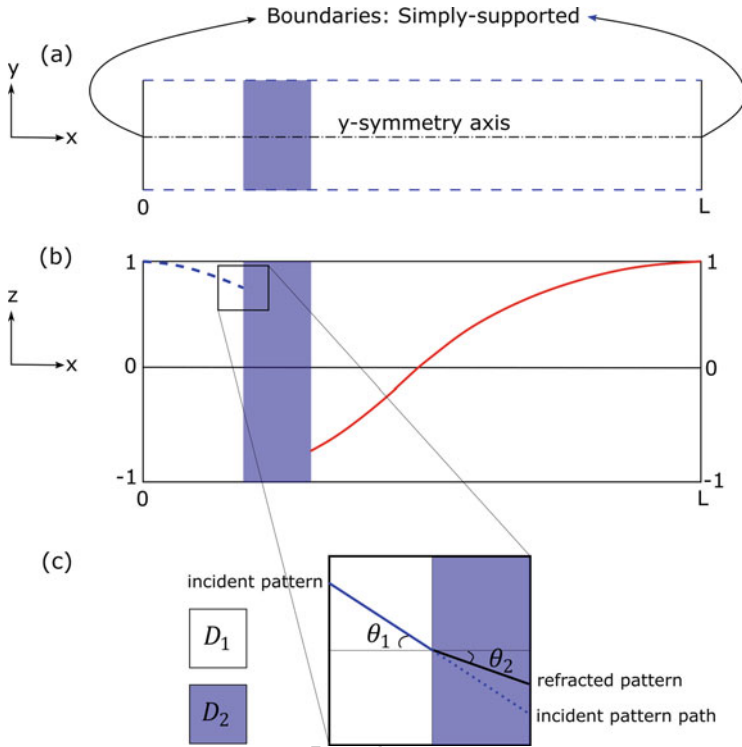 Boundaries: Simply-supported
(a)
y
x
y-symmetry axis
0
L
(b)
1
1
z
x
0
0
-1
-1
0
L
(c)
incident pattern
D₁
θ₁
θ₂
D₂
refracted pattern
incident pattern path